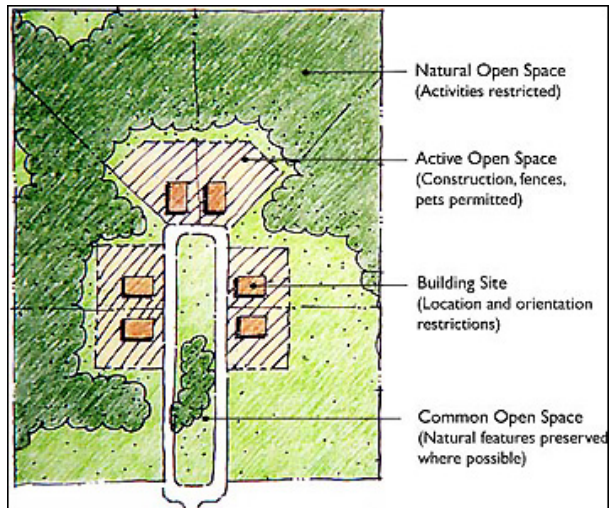 Natural Open Space
(Activities restricted)
Active Open Space
(Construction, fences,
pets permitted)
Building Site
(Location and orientation
restrictions)
Common Open Space
(Natural features preserved
where possible)